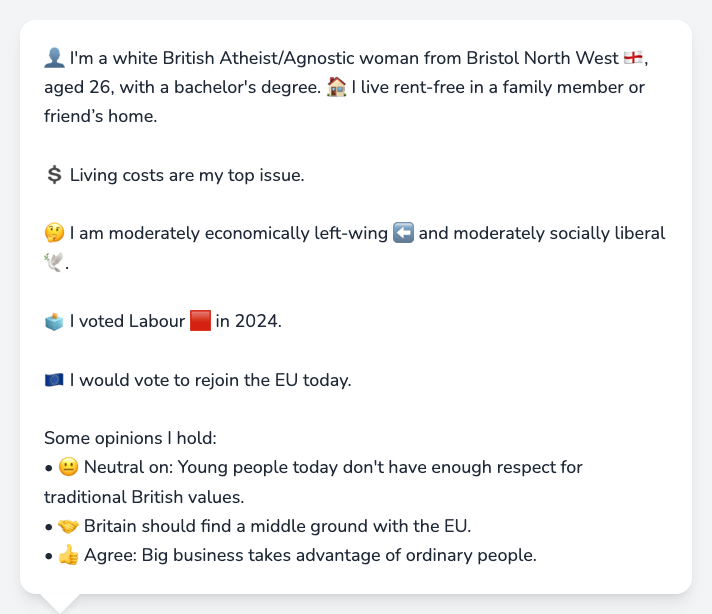 👤 I'm a white British Atheist/Agnostic woman from Bristol North West 🏴󠁧󠁢󠁥󠁮󠁧󠁿,
aged 26, with a bachelor's degree. 🏠 I live rent-free in a family member or
friend’s home.
💲 Living costs are my top issue.
🤔 I am moderately economically left-wing ⬅️ and moderately socially liberal
🕊️.
🗳️ I voted Labour 🟥 in 2024.
🇪🇺 I would vote to rejoin the EU today.
Some opinions I hold:
• 😐 Neutral on: Young people today don't have enough respect for
traditional British values.
• 🤝 Britain should find a middle ground with the EU.
• 👍 Agree: Big business takes advantage of ordinary people.